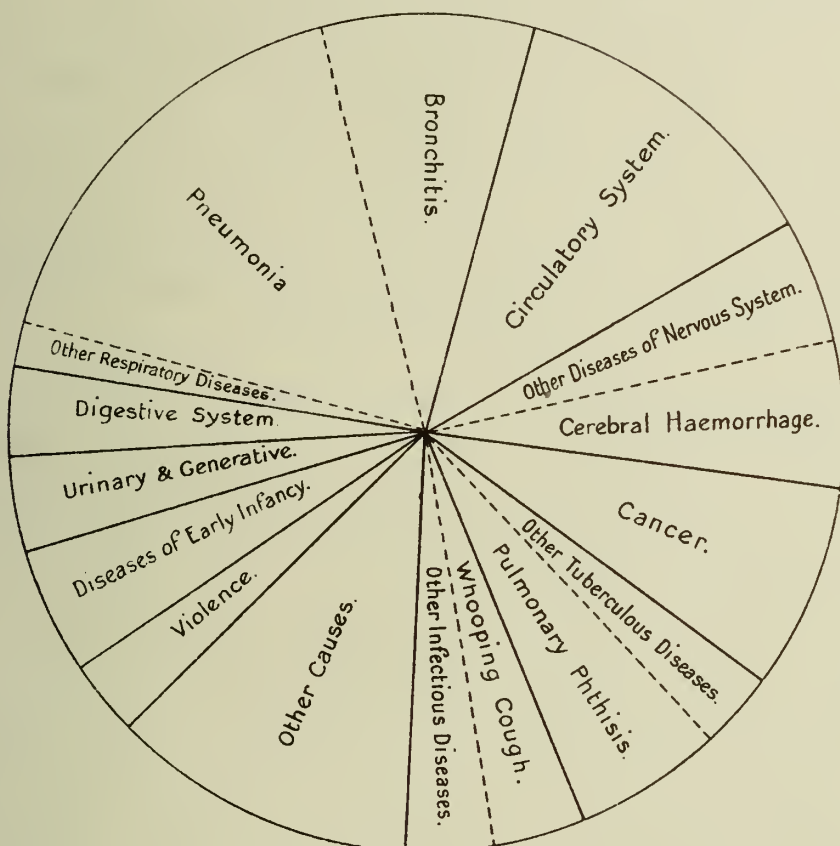 Bronchitis.
Circulatory System.
Other Diseases of Nervous System.
Cerebral Haemorrhage.
Cancer.
Other Tuberculous Diseases.
Pulmonary Phthisis.
Whooping Cough.
Other Infectious Diseases.
Other Causes.
Violence.
Diseases of Early Infancy.
Urinary & Generative.
Digestive System.
Other Respiratory Diseases.
Pneumonia